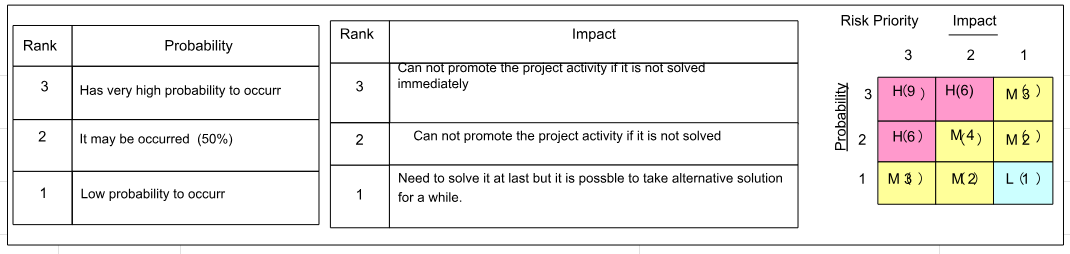 Rank Probability
3 Has very high probability to occurr
2 It may be occurred (50%)
1 Low probability to occurr
Rank Impact
3 Can not promote the project activity if it is not solved
immediately
2 Can not promote the project activity if it is not solved
1 Need to solve it at last but it is possble to take alternative solution
for a while.
Risk Priority Impact
3 2 1
Probability
3 H(9) H(6) M(3)
2 H(6) M(4) M(2)
1 M(3) M(2) L(1)